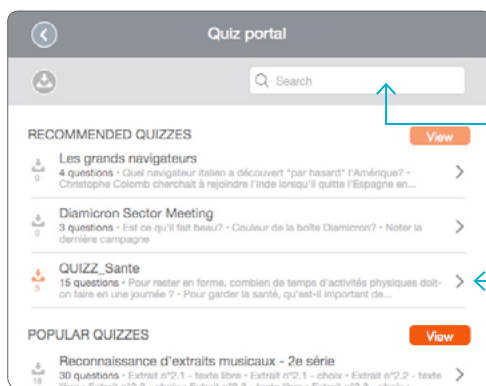 Quiz portal
Search
RECOMMENDED QUIZZES
View
Les grands navigateurs
0
4 questions • Quel navigateur italien a découvert "par hasard" l'Amérique? •
Christophe Colomb cherchait à rejoindre l'Inde lorsqu'il quitte l'Espagne en...
Diamicron Sector Meeting
0
3 questions • Est ce qu'il fait beau? • Couleur de la boîte Diamicron? • Noter la
dernière campagne
QUIZZ_Sante
5
15 questions • Pour rester en forme, combien de temps d'activités physiques doit-
on faire en une journée ? • Pour garder la santé, qu'est-il important de...
POPULAR QUIZZES
View
Reconnaissance d'extraits musicaux - 2e série
18
30 questions • Extrait n°2.1 - texte libre • Extrait n°2.1 - choix • Extrait n°2.2 - texte